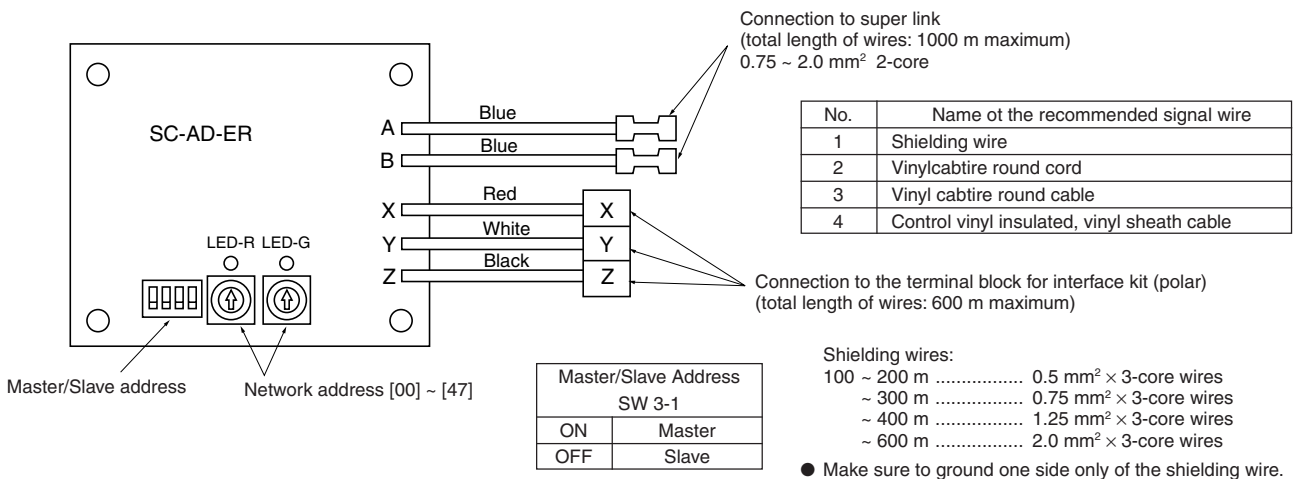 Connection to super link
(total length of wires: 1000 m maximum)
0.75 ~ 2.0 mm² 2-core
SC-AD-ER
A
Blue
B
Blue
X
Red
X
Y
White
Y
Z
Black
Z
LED-R LED-G
No. Name ot the recommended signal wire
1 Shielding wire
2 Vinylcabtire round cord
3 Vinyl cabtire round cable
4 Control vinyl insulated, vinyl sheath cable
Connection to the terminal block for interface kit (polar)
(total length of wires: 600 m maximum)
Master/Slave address
Network address [00] ~ [47]
Master/Slave Address
SW 3-1
ON Master
OFF Slave
Shielding wires:
100 ~ 200 m ................. 0.5 mm² × 3-core wires
~ 300 m ................. 0.75 mm² × 3-core wires
~ 400 m ................. 1.25 mm² × 3-core wires
~ 600 m ................. 2.0 mm² × 3-core wires
● Make sure to ground one side only of the shielding wire.